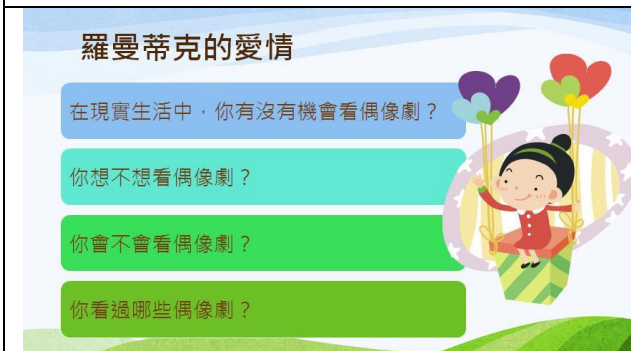 羅曼蒂克的愛情
在現實生活中，你有沒有機會看偶像劇？
你想不想看偶像劇？
你會不會看偶像劇？
你看過哪些偶像劇？